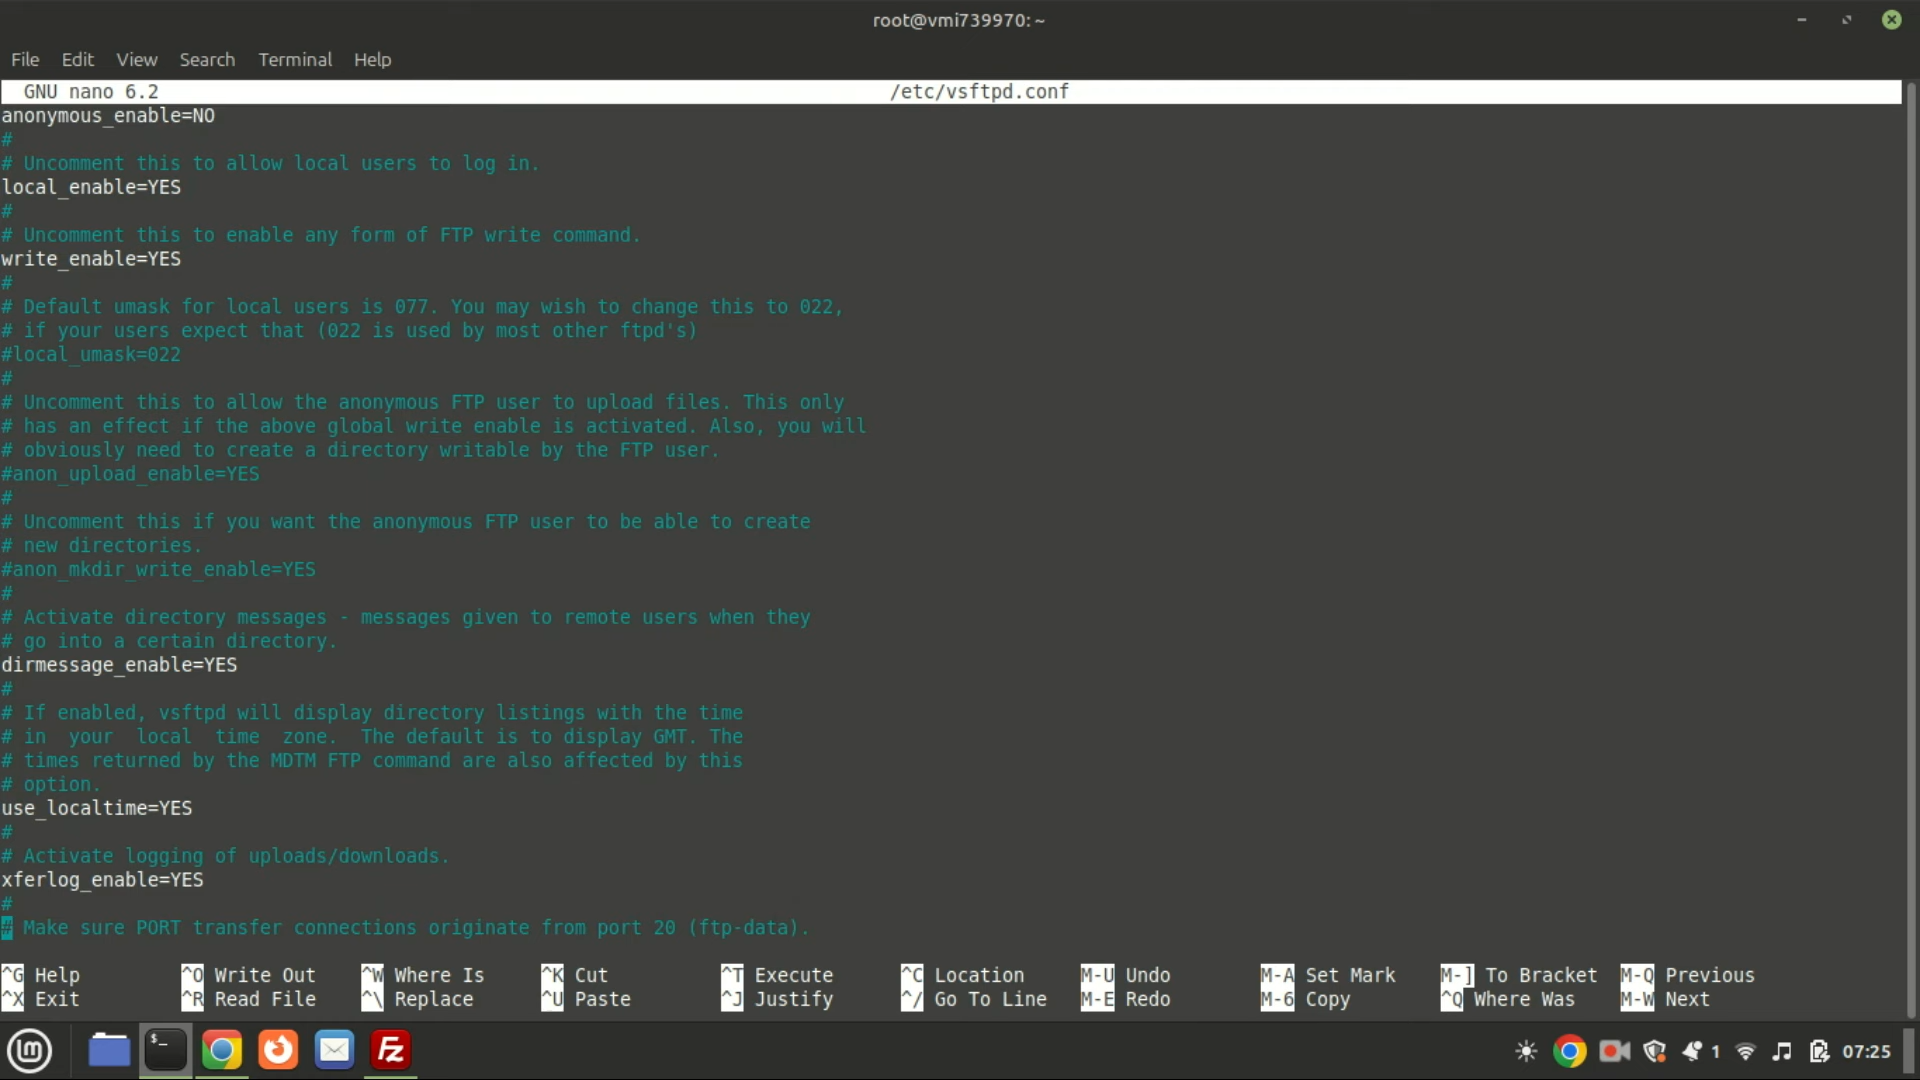 root@vmi739970: ~
File Edit View Search Terminal Help
GNU nano 6.2 /etc/vsftpd.conf
anonymous_enable=NO
#
# Uncomment this to allow local users to log in.
local_enable=YES
#
# Uncomment this to enable any form of FTP write command.
write_enable=YES
#
# Default umask for local users is 077. You may wish to change this to 022,
# if your users expect that (022 is used by most other ftpd's)
#local_umask=022
#
# Uncomment this to allow the anonymous FTP user to upload files. This only
# has an effect if the above global write enable is activated. Also, you will
# obviously need to create a directory writable by the FTP user.
#anon_upload_enable=YES
#
# Uncomment this if you want the anonymous FTP user to be able to create
# new directories.
#anon_mkdir_write_enable=YES
#
# Activate directory messages - messages given to remote users when they
# go into a certain directory.
dirmessage_enable=YES
#
# If enabled, vsftpd will display directory listings with the time
# in  your  local  time  zone.  The default is to display GMT. The
# times returned by the MDTM FTP command are also affected by this
# option.
use_localtime=YES
#
# Activate logging of uploads/downloads.
xferlog_enable=YES
#
# Make sure PORT transfer connections originate from port 20 (ftp-data).
^G Help ^O Write Out ^W Where Is ^K Cut ^T Execute ^C Location M-U Undo M-A Set Mark M-] To Bracket M-Q Previous
^X Exit ^R Read File ^\ Replace ^U Paste ^J Justify ^/ Go To Line M-E Redo M-6 Copy ^Q Where Was M-W Next
lm $_ Fz 1 07:25